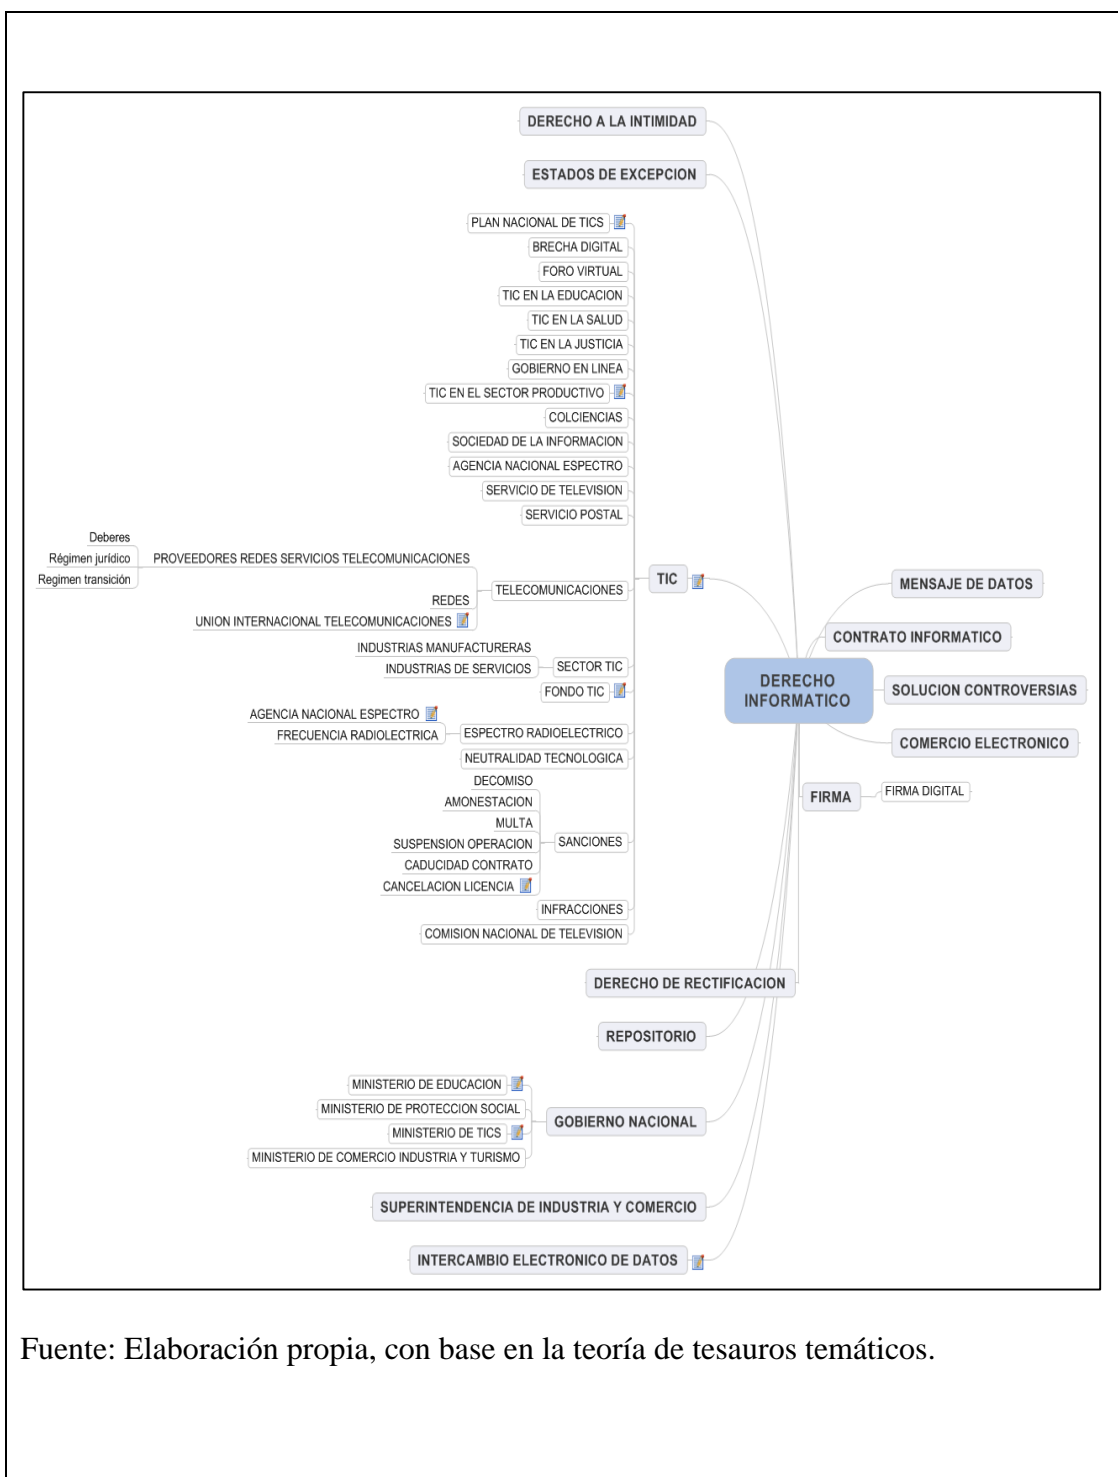 DERECHO A LA INTIMIDAD
ESTADOS DE EXCEPCION
PLAN NACIONAL DE TICS
BRECHA DIGITAL
FORO VIRTUAL
TIC EN LA EDUCACION
TIC EN LA SALUD
TIC EN LA JUSTICIA
GOBIERNO EN LINEA
TIC EN EL SECTOR PRODUCTIVO
COLCIENCIAS
SOCIEDAD DE LA INFORMACION
AGENCIA NACIONAL ESPECTRO
SERVICIO DE TELEVISION
SERVICIO POSTAL
Deberes
Régimen jurídico
Regimen transición
PROVEEDORES REDES SERVICIOS TELECOMUNICACIONES
REDES
UNION INTERNACIONAL TELECOMUNICACIONES
TELECOMUNICACIONES
TIC
INDUSTRIAS MANUFACTURERAS
INDUSTRIAS DE SERVICIOS
SECTOR TIC
FONDO TIC
AGENCIA NACIONAL ESPECTRO
FRECUENCIA RADIOLECTRICA
ESPECTRO RADIOELECTRICO
NEUTRALIDAD TECNOLOGICA
DECOMISO
AMONESTACION
MULTA
SUSPENSION OPERACION
CADUCIDAD CONTRATO
CANCELACION LICENCIA
SANCIONES
INFRACCIONES
COMISION NACIONAL DE TELEVISION
MENSAJE DE DATOS
CONTRATO INFORMATICO
DERECHO
INFORMATICO
SOLUCION CONTROVERSIAS
COMERCIO ELECTRONICO
FIRMA
FIRMA DIGITAL
DERECHO DE RECTIFICACION
REPOSITORIO
MINISTERIO DE EDUCACION
MINISTERIO DE PROTECCION SOCIAL
MINISTERIO DE TICS
MINISTERIO DE COMERCIO INDUSTRIA Y TURISMO
GOBIERNO NACIONAL
SUPERINTENDENCIA DE INDUSTRIA Y COMERCIO
INTERCAMBIO ELECTRONICO DE DATOS
Fuente: Elaboración propia, con base en la teoría de tesauros temáticos.